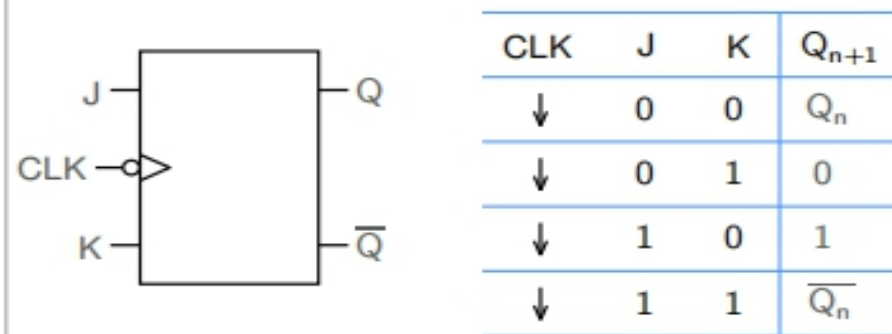 J Q
CLK
K Q̅
CLK J K Qₙ₊₁
↓ 0 0 Qₙ
↓ 0 1 0
↓ 1 0 1
↓ 1 1 Q̅ₙ